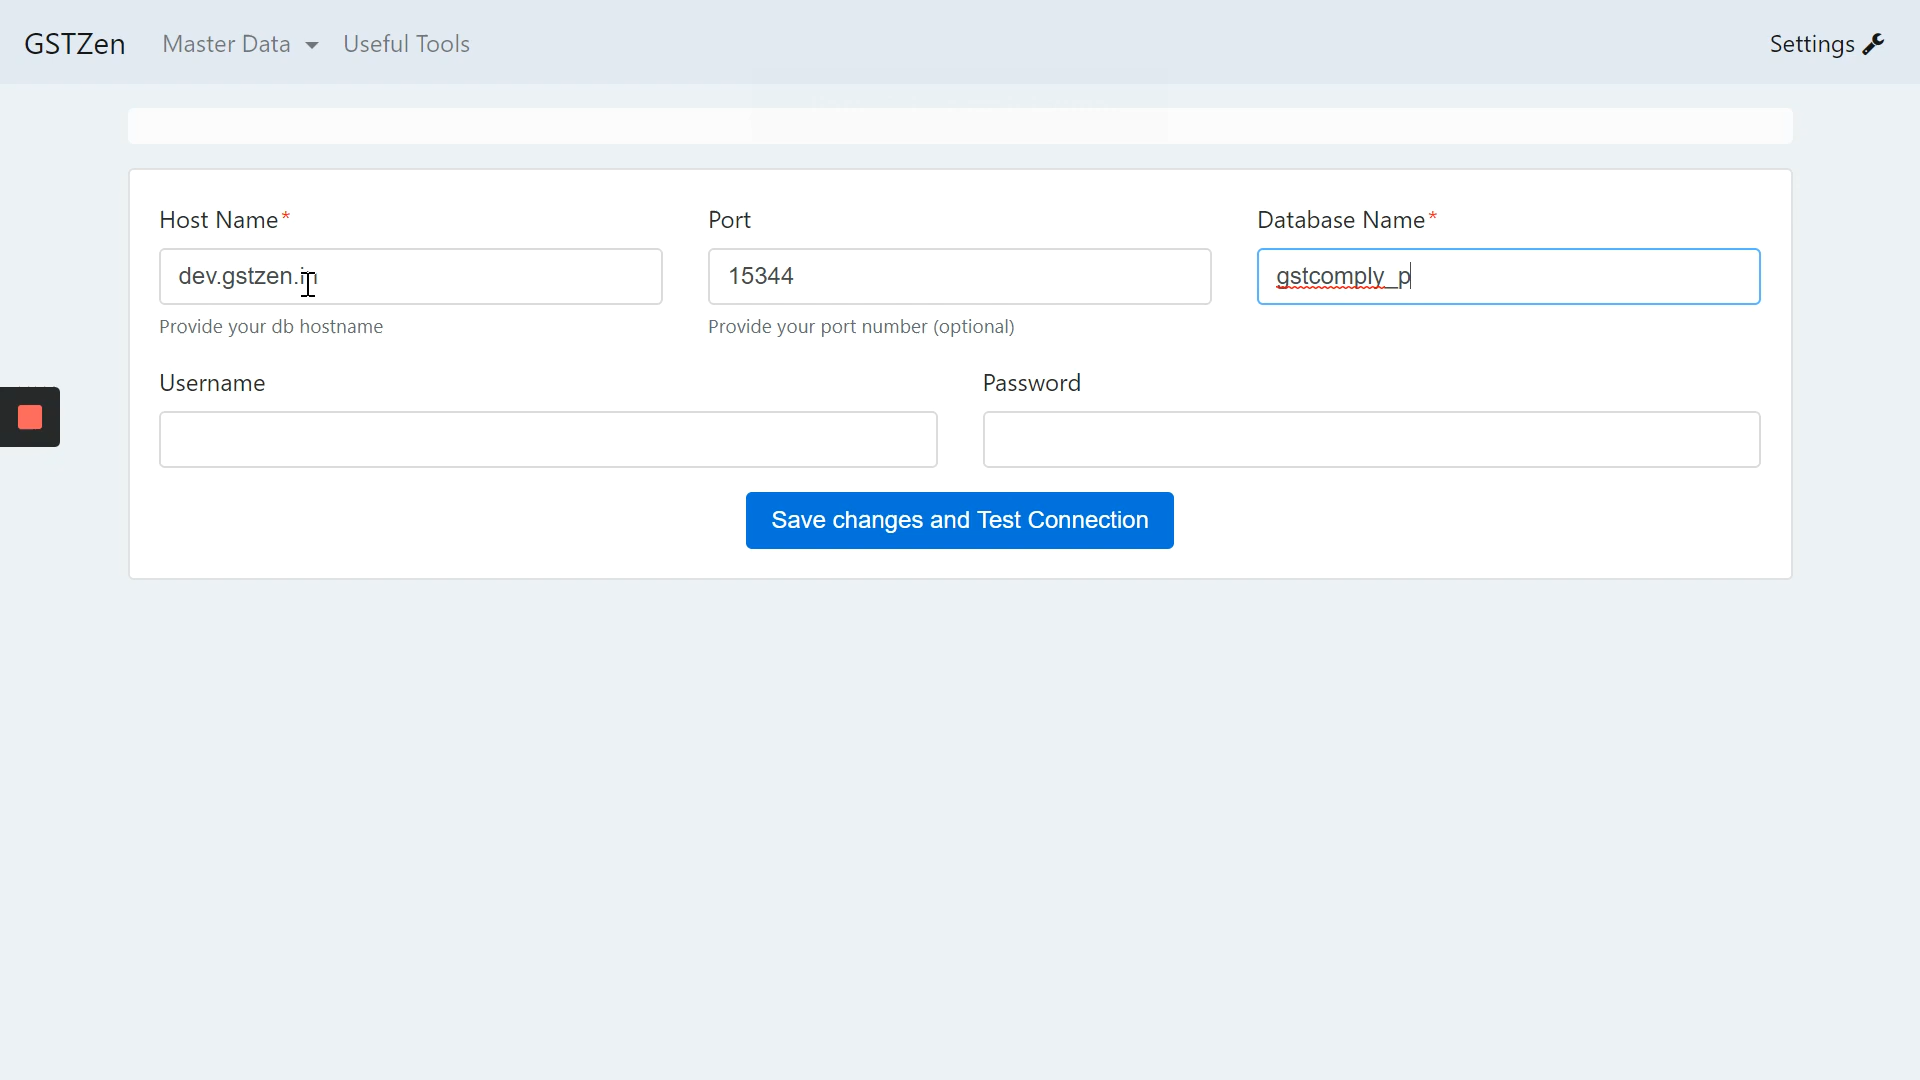 GSTZen Master Data Useful Tools Settings
Host Name* Port Database Name*
dev.gstzen.in 15344 gstcomply_p
Provide your db hostname Provide your port number (optional)
Username Password
Save changes and Test Connection